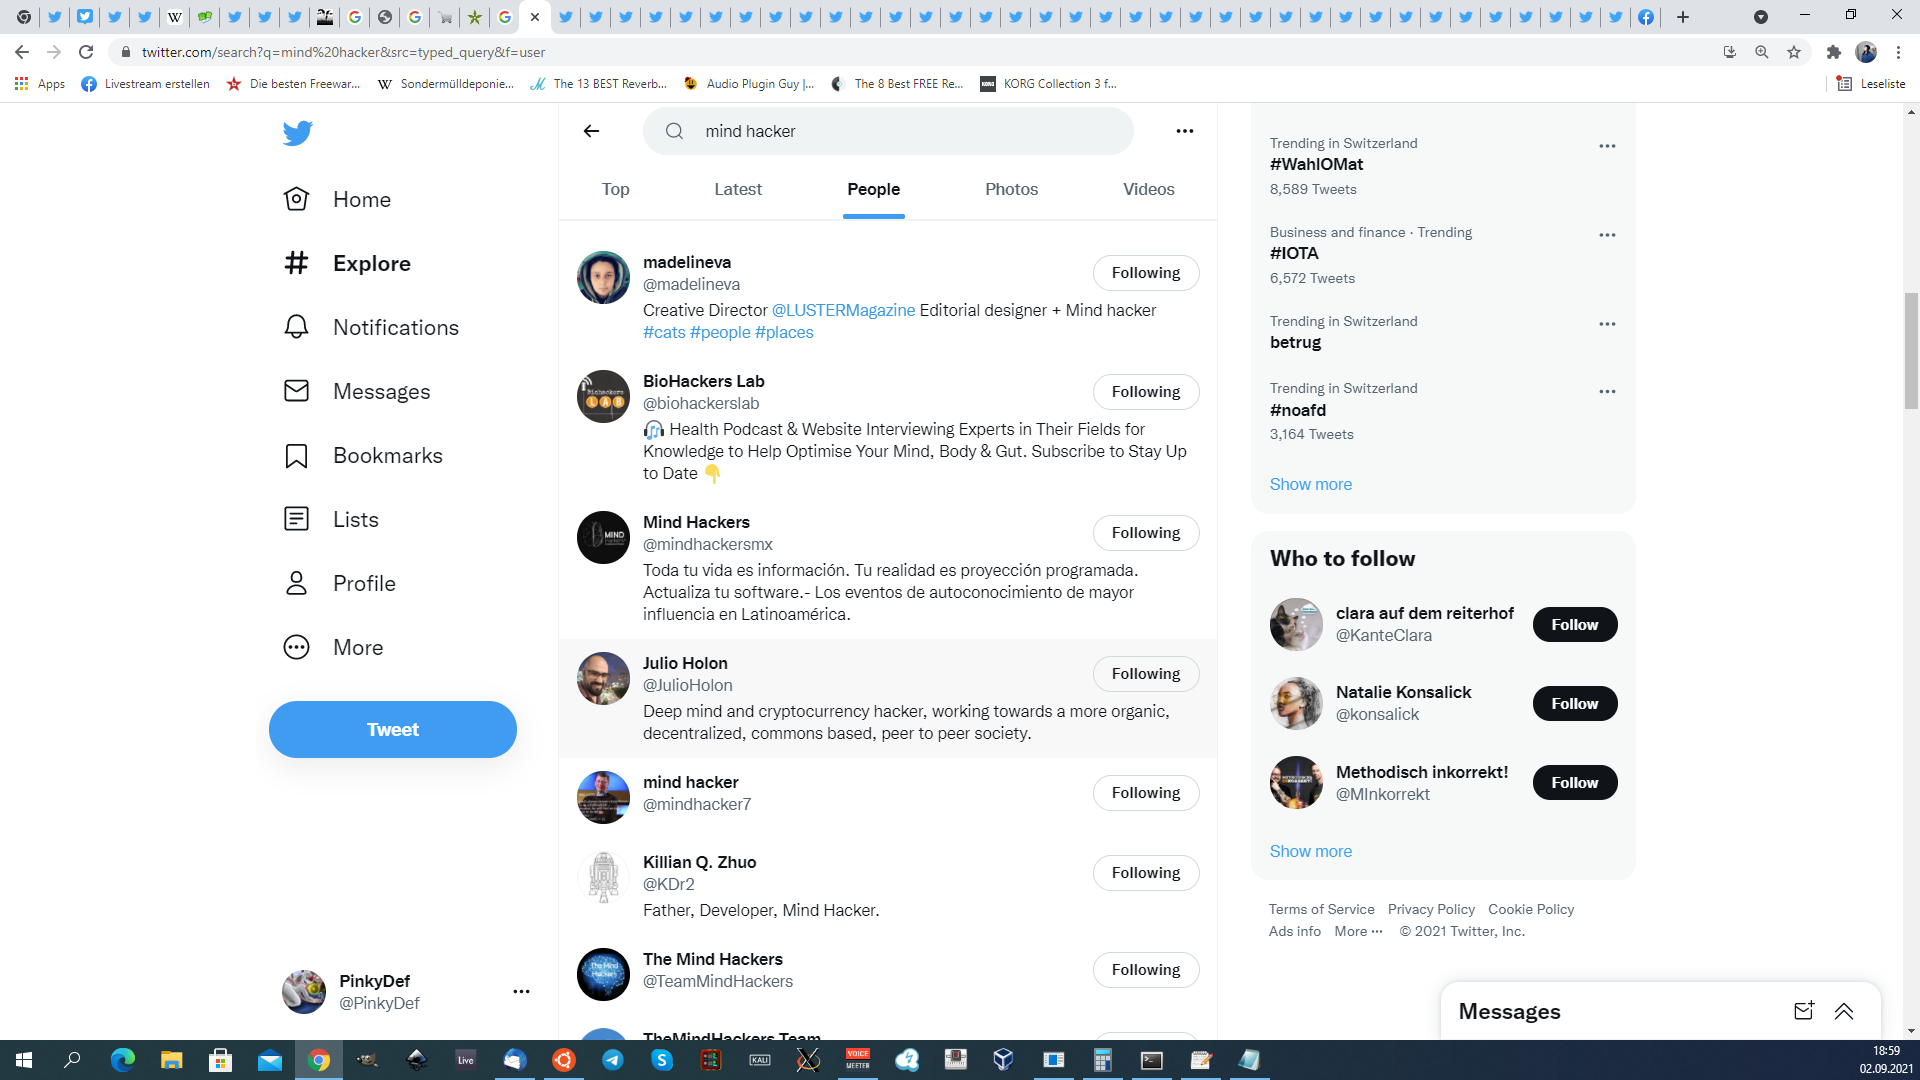 twitter.com/search?q=mind%20hacker&src=typed_query&f=user
Apps
Livestream erstellen
Die besten Freewar...
Sondermülldeponie...
The 13 BEST Reverb...
Audio Plugin Guy |...
The 8 Best FREE Re...
KORG Collection 3 f...
Leseliste
Home
Explore
Notifications
Messages
Bookmarks
Lists
Profile
More
Tweet
PinkyDef
@PinkyDef
mind hacker
Top
Latest
People
Photos
Videos
madelineva
@madelineva
Following
Creative Director @LUSTERMagazine Editorial designer + Mind hacker
#cats #people #places
BioHackers Lab
@biohackerslab
Following
Health Podcast & Website Interviewing Experts in Their Fields for
Knowledge to Help Optimise Your Mind, Body & Gut. Subscribe to Stay Up
to Date
Mind Hackers
@mindhackersmx
Following
Toda tu vida es información. Tu realidad es proyección programada.
Actualiza tu software.- Los eventos de autoconocimiento de mayor
influencia en Latinoamérica.
Julio Holon
@JulioHolon
Following
Deep mind and cryptocurrency hacker, working towards a more organic,
decentralized, commons based, peer to peer society.
mind hacker
@mindhacker7
Following
Killian Q. Zhuo
@KDr2
Following
Father, Developer, Mind Hacker.
The Mind Hackers
@TeamMindHackers
Following
TheMindHackers Team
Trending in Switzerland
#WahlOMat
8,589 Tweets
Business and finance · Trending
#IOTA
6,572 Tweets
Trending in Switzerland
betrug
Trending in Switzerland
#noafd
3,164 Tweets
Show more
Who to follow
clara auf dem reiterhof
@KanteClara
Follow
Natalie Konsalick
@konsalick
Follow
Methodisch inkorrekt!
@MInkorrekt
Follow
Show more
Terms of Service Privacy Policy Cookie Policy
Ads info More ··· © 2021 Twitter, Inc.
Messages
Live
KALI
VOICE
MEETER
18:59
02.09.2021